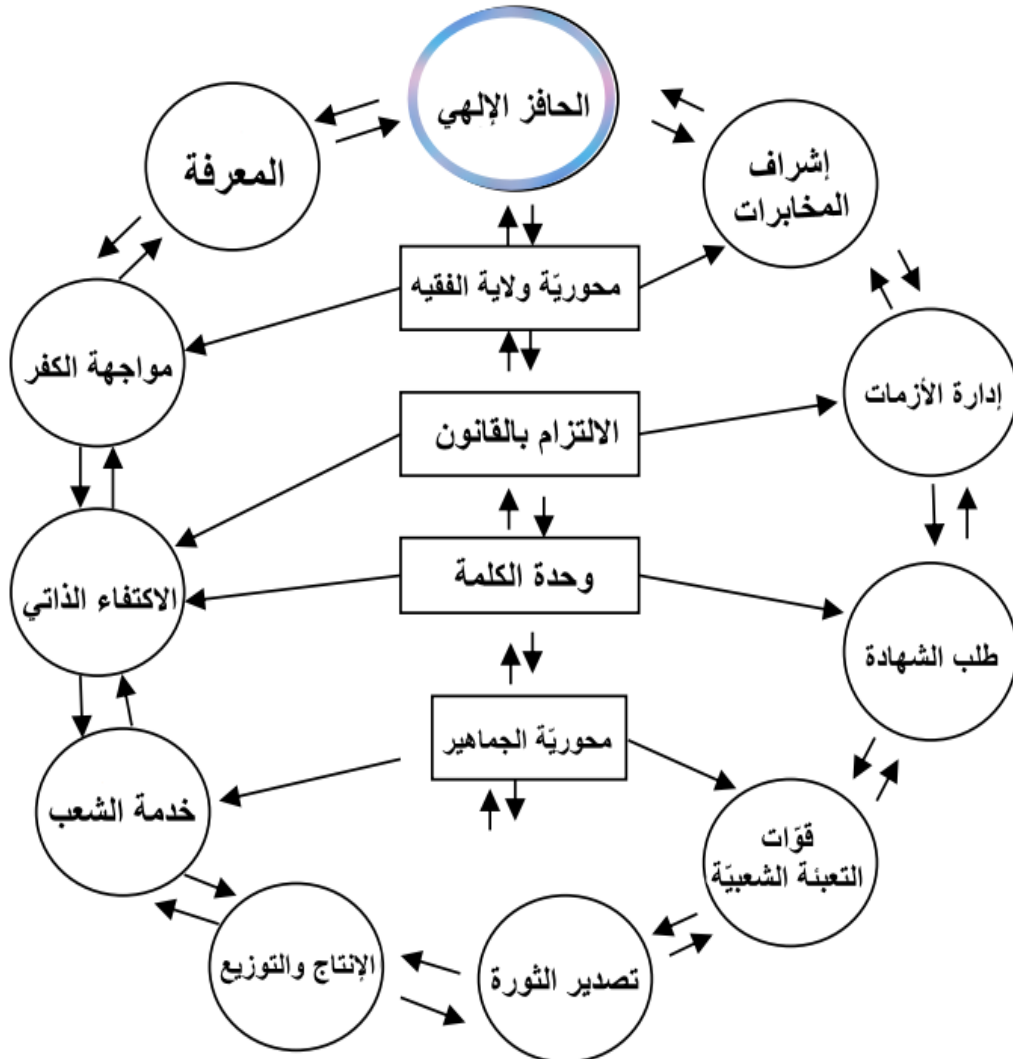 الحافز الإلهي
المعرفة
إشراف
المخابرات
محوريّة ولاية الفقيه
مواجهة الكفر
إدارة الأزمات
الالتزام بالقانون
وحدة الكلمة
الاكتفاء الذاتي
طلب الشهادة
محوريّة الجماهير
خدمة الشعب
قوّات
التعبئة الشعبيّة
الإنتاج والتوزيع
تصدير الثورة